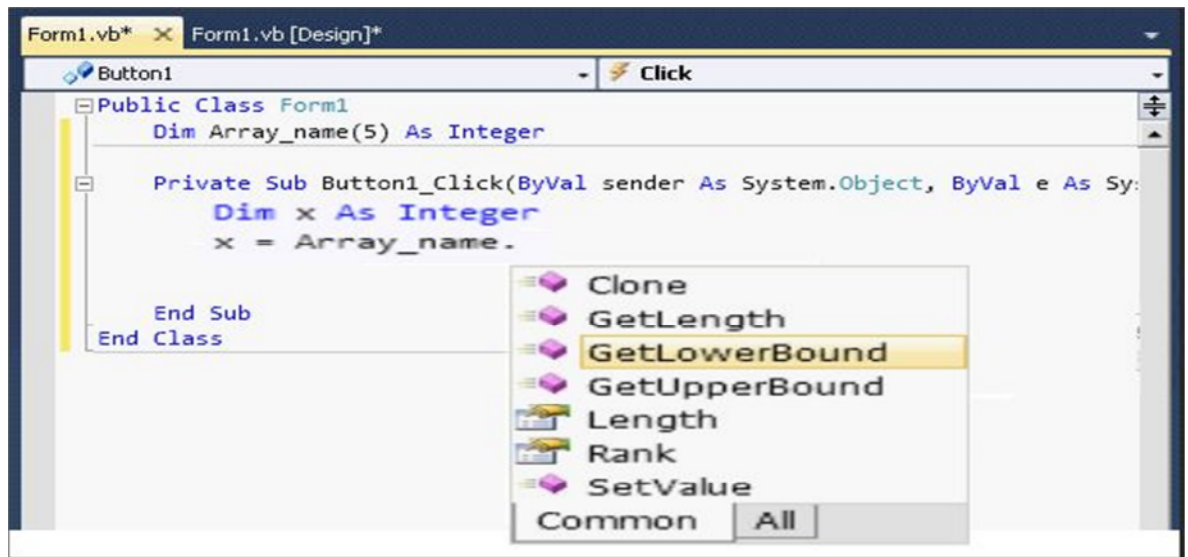 Form1.vb* × Form1.vb [Design]*
Button1 Click
Public Class Form1
Dim Array_name(5) As Integer
Private Sub Button1_Click(ByVal sender As System.Object, ByVal e As Sy
Dim x As Integer
x = Array_name.
Clone
GetLength
GetLowerBound
GetUpperBound
Length
Rank
SetValue
Common All
End Sub
End Class